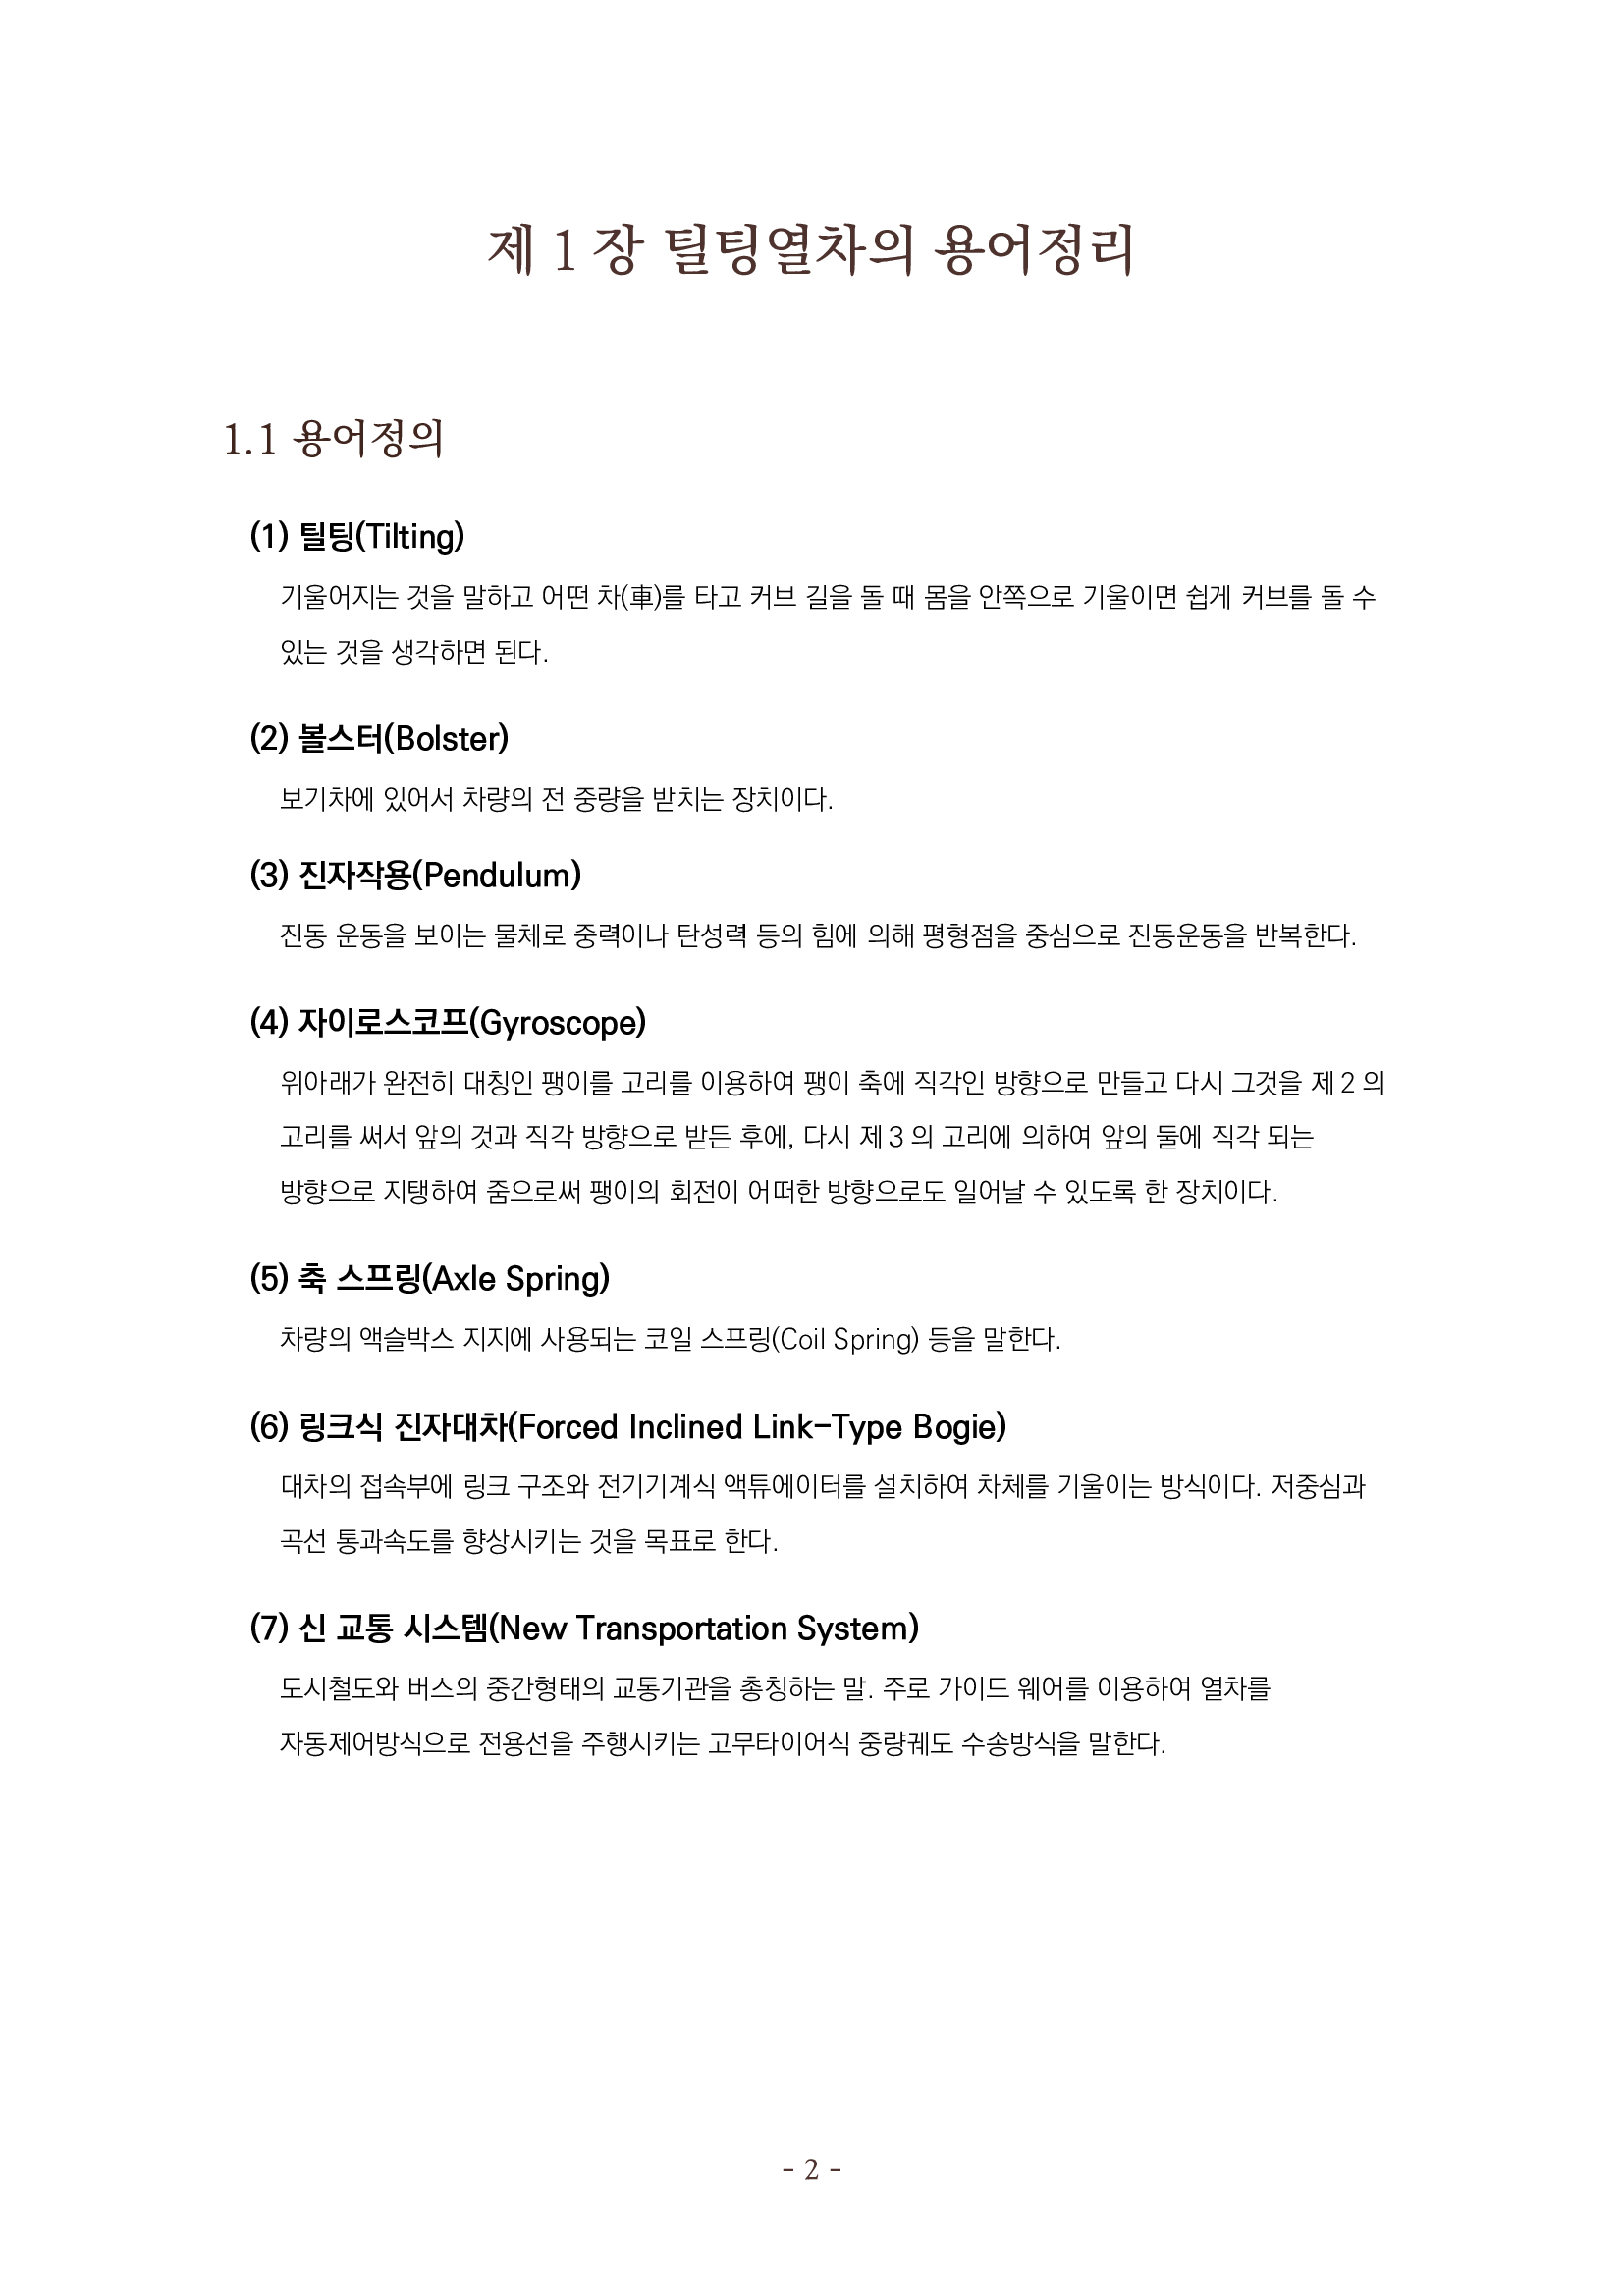 제 1 장 틸팅열차의 용어정리
1.1 용어정의
(1) 틸팅(Tilting)
기울어지는 것을 말하고 어떤 차(車)를 타고 커브 길을 돌 때 몸을 안쪽으로 기울이면 쉽게 커브를 돌 수
있는 것을 생각하면 된다.
(2) 볼스터(Bolster)
보기차에 있어서 차량의 전 중량을 받치는 장치이다.
(3) 진자작용(Pendulum)
진동 운동을 보이는 물체로 중력이나 탄성력 등의 힘에 의해 평형점을 중심으로 진동운동을 반복한다.
(4) 자이로스코프(Gyroscope)
위아래가 완전히 대칭인 팽이를 고리를 이용하여 팽이 축에 직각인 방향으로 만들고 다시 그것을 제 2 의
고리를 써서 앞의 것과 직각 방향으로 받든 후에, 다시 제 3 의 고리에 의하여 앞의 둘에 직각 되는
방향으로 지탱하여 줌으로써 팽이의 회전이 어떠한 방향으로도 일어날 수 있도록 한 장치이다.
(5) 축 스프링(Axle Spring)
차량의 액슬박스 지지에 사용되는 코일 스프링(Coil Spring) 등을 말한다.
(6) 링크식 진자대차(Forced Inclined Link-Type Bogie)
대차의 접속부에 링크 구조와 전기기계식 액튜에이터를 설치하여 차체를 기울이는 방식이다. 저중심과
곡선 통과속도를 향상시키는 것을 목표로 한다.
(7) 신 교통 시스템(New Transportation System)
도시철도와 버스의 중간형태의 교통기관을 총칭하는 말. 주로 가이드 웨어를 이용하여 열차를
자동제어방식으로 전용선을 주행시키는 고무타이어식 중량궤도 수송방식을 말한다.
- 2 -